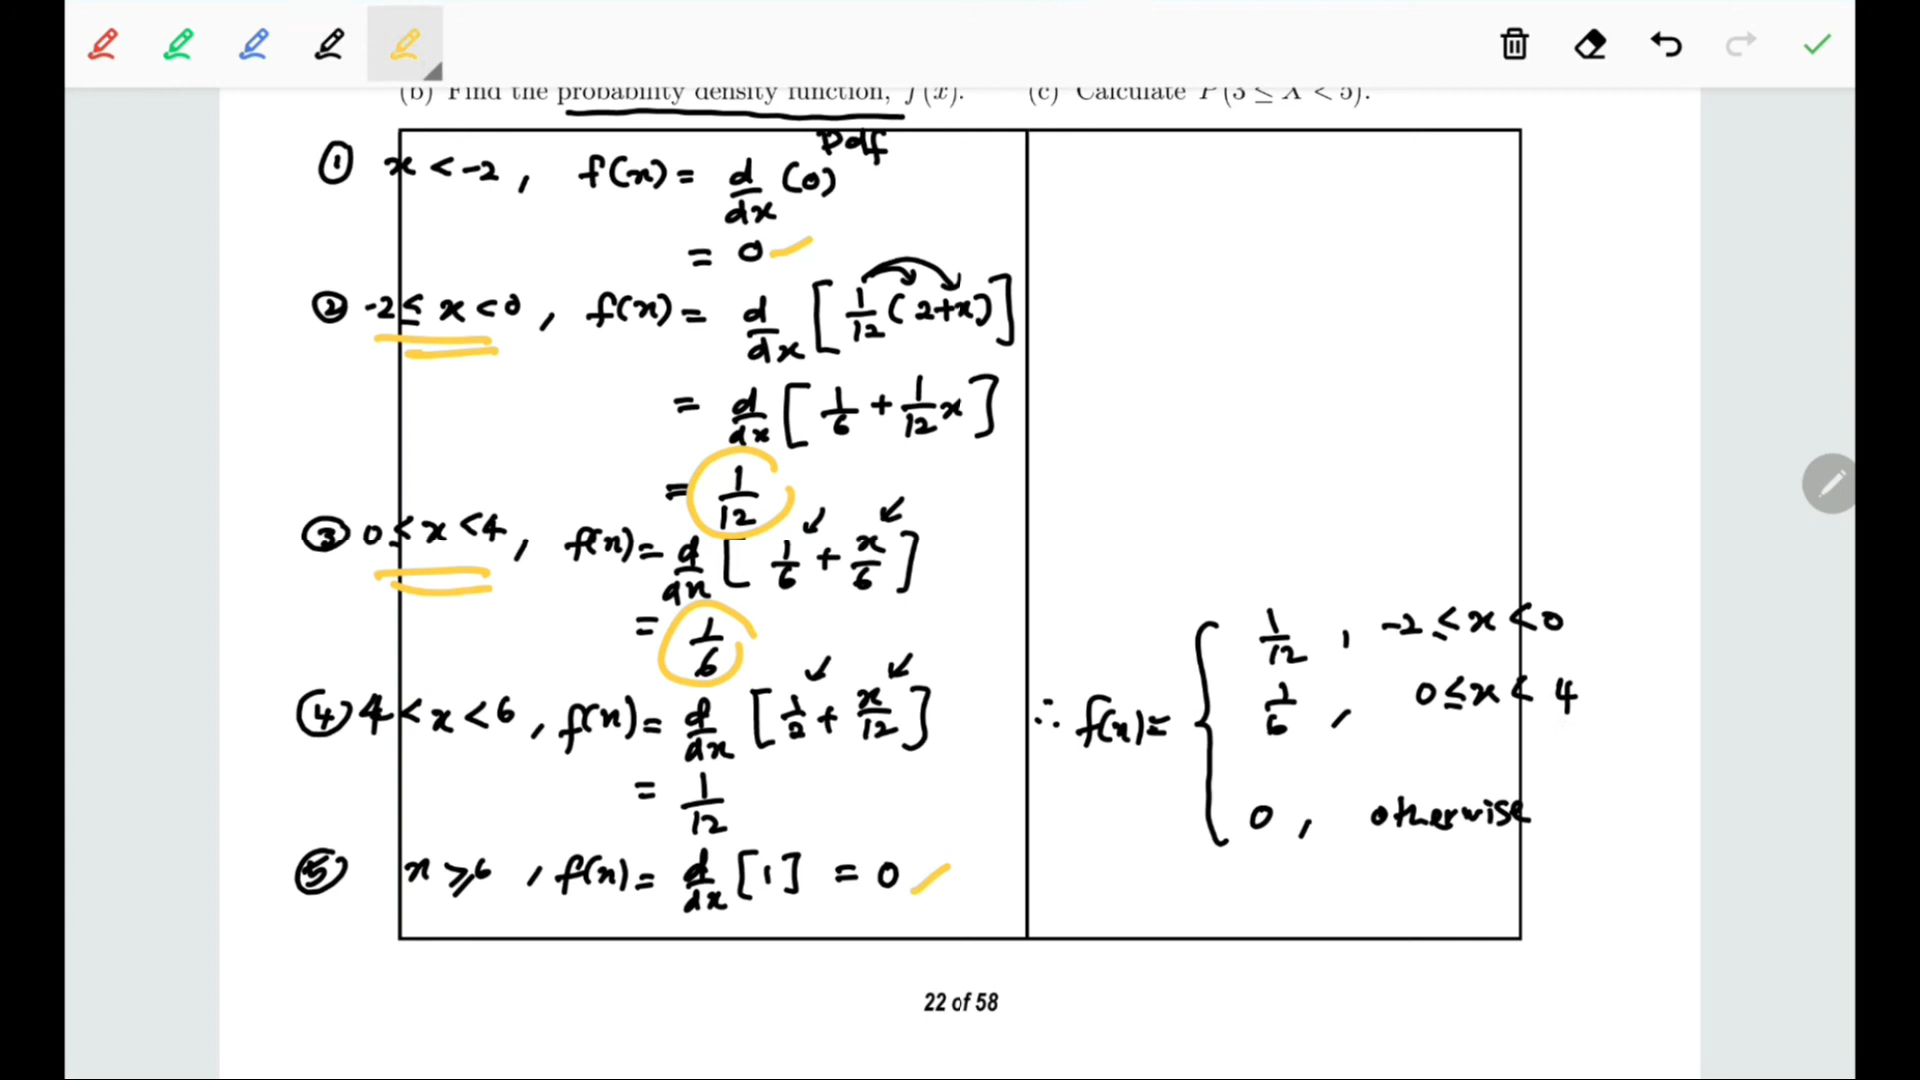 (b) Find the probability density function, f(x). (c) Calculate P(3 ≤ X < 5).
pdf
① x < -2 , f(x) = d/dx (0)
= 0
② -2 ≤ x < 0 , f(x) = d/dx [1/12 (2+x)]
= d/dx [1/6 + 1/12 x]
= 1/12
③ 0 ≤ x < 4 , f(x) = d/dx [1/6 + x/6]
= 1/6
④ 4 < x < 6 , f(x) = d/dx [1/2 + x/12]
= 1/12
⑤ x ≥ 6 , f(x) = d/dx [1] = 0
∴ f(x) = { 1/12 , -2 ≤ x < 0
1/6 , 0 ≤ x < 4
0 , otherwise
22 of 58